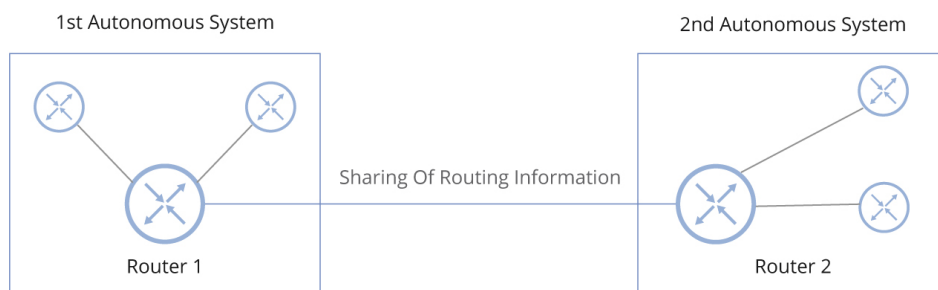 1st Autonomous System
2nd Autonomous System
Sharing Of Routing Information
Router 1
Router 2